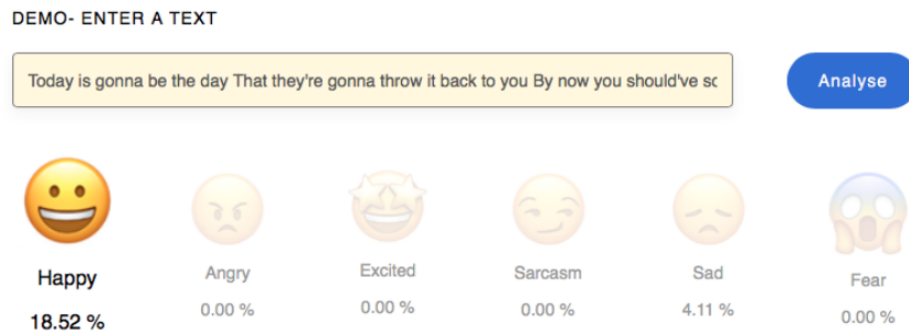 DEMO- ENTER A TEXT
Today is gonna be the day That they're gonna throw it back to you By now you should've sc
Analyse
Happy Angry Excited Sarcasm Sad Fear
18.52 % 0.00 % 0.00 % 0.00 % 4.11 % 0.00 %